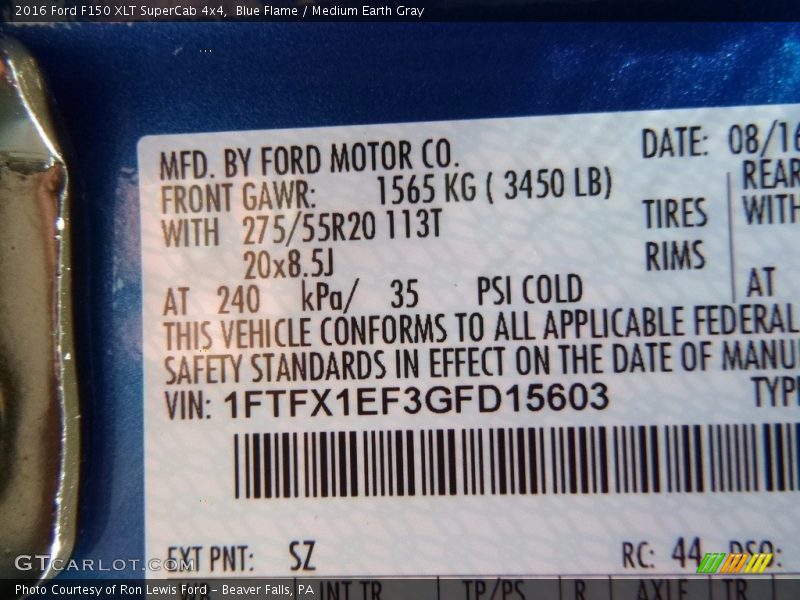 2016 Ford F150 XLT SuperCab 4x4, Blue Flame / Medium Earth Gray
MFD. BY FORD MOTOR CO. DATE: 08/16
FRONT GAWR: 1565 KG ( 3450 LB) REAR
WITH 275/55R20 113T TIRES WITH
20x8.5J RIMS
AT 240 kPa/ 35 PSI COLD AT
THIS VEHICLE CONFORMS TO ALL APPLICABLE FEDERAL
SAFETY STANDARDS IN EFFECT ON THE DATE OF MANU
VIN: 1FTFX1EF3GFD15603 TYPE
EXT PNT: SZ RC: 44 DSO:
GTCarLot.com
INT TR TP/PS R AXLE TR
Photo Courtesy of Ron Lewis Ford - Beaver Falls, PA